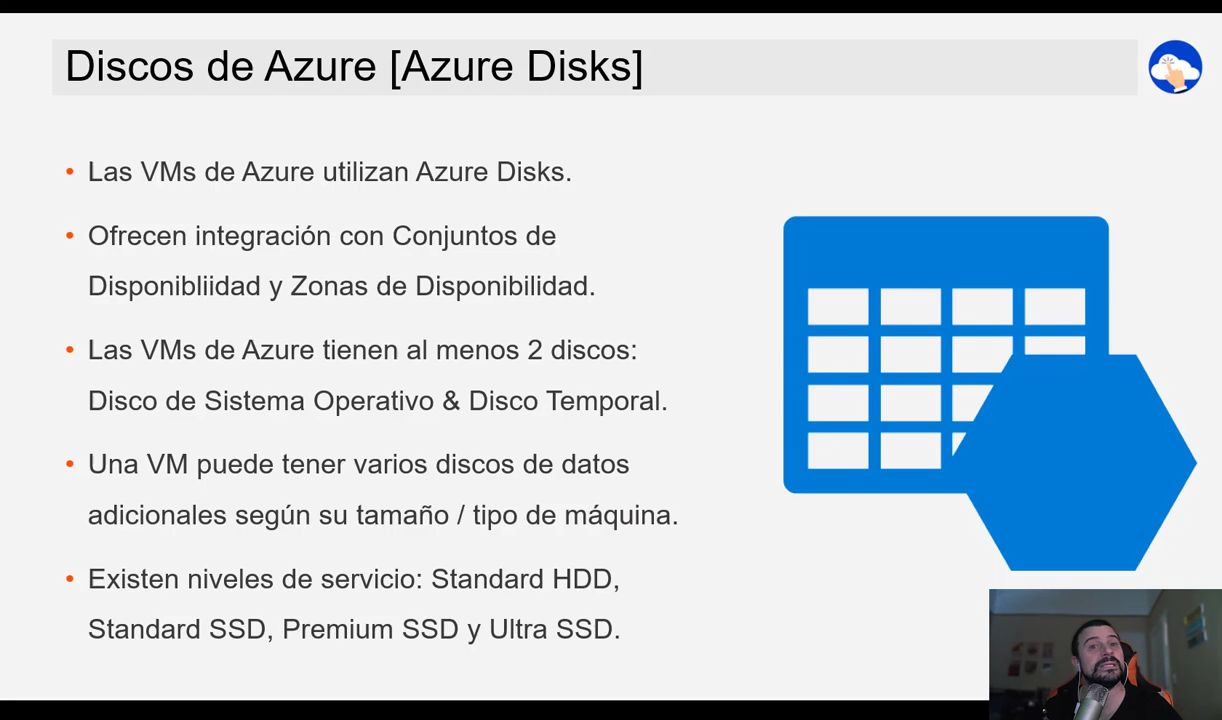 Discos de Azure [Azure Disks]
• Las VMs de Azure utilizan Azure Disks.
• Ofrecen integración con Conjuntos de
Disponibliidad y Zonas de Disponibilidad.
• Las VMs de Azure tienen al menos 2 discos:
Disco de Sistema Operativo & Disco Temporal.
• Una VM puede tener varios discos de datos
adicionales según su tamaño / tipo de máquina.
• Existen niveles de servicio: Standard HDD,
Standard SSD, Premium SSD y Ultra SSD.